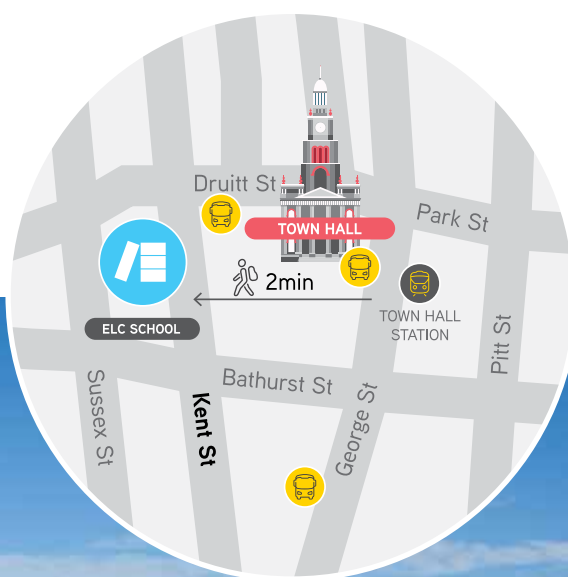 Druitt St
Park St
TOWN HALL
2min
ELC SCHOOL
TOWN HALL
STATION
Pitt St
Bathurst St
Sussex St
Kent St
George St